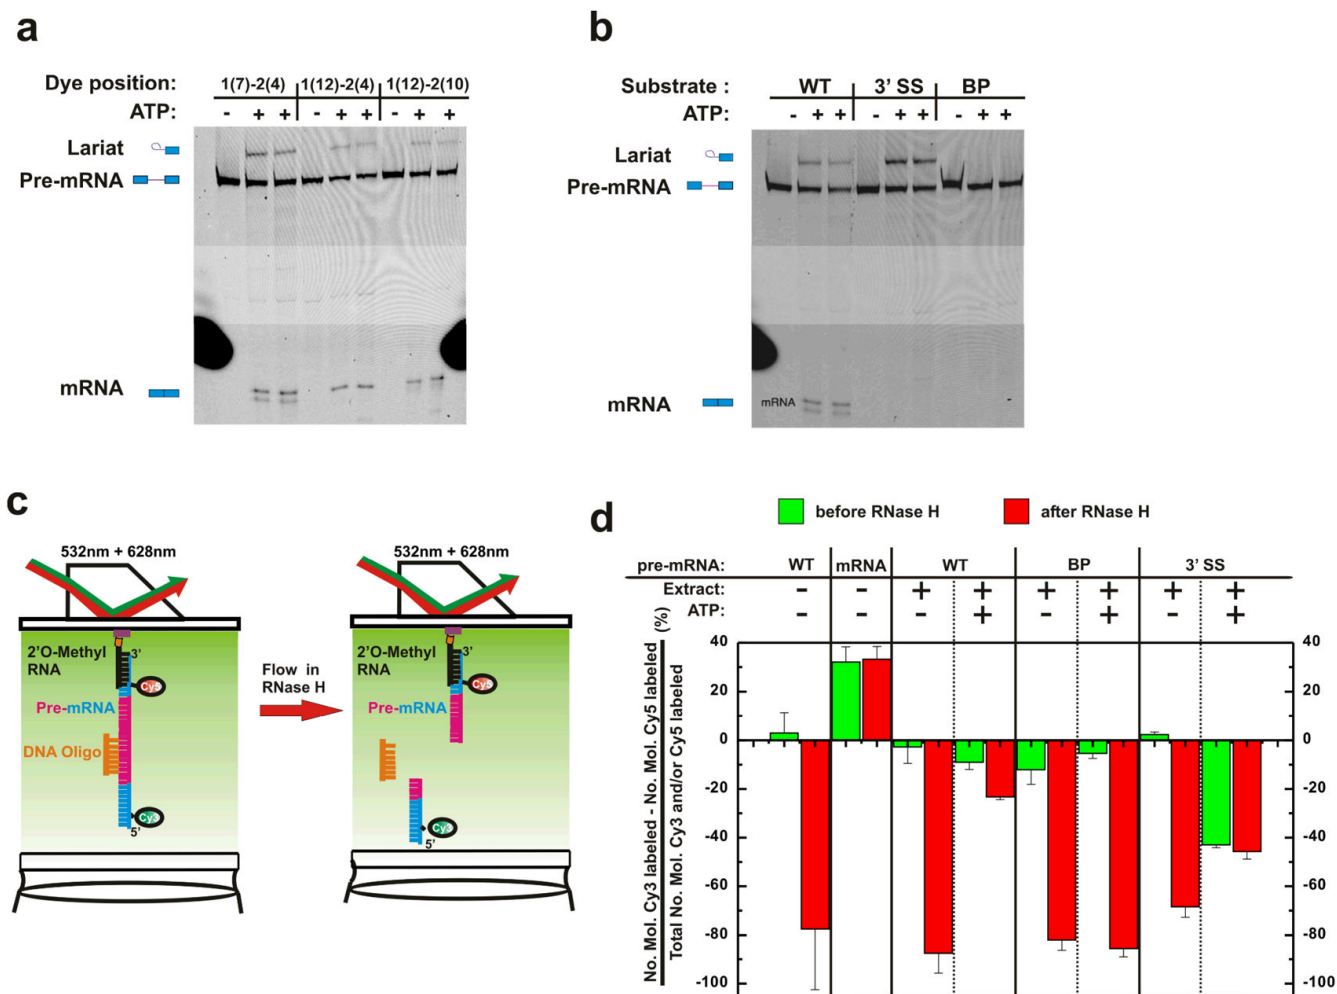 a
Dye position: 1(7)-2(4) 1(12)-2(4) 1(12)-2(10)
ATP: - + + - + + - + +
Lariat
Pre-mRNA
mRNA
b
Substrate : WT 3' SS BP
ATP: - + + - + + - + +
Lariat
Pre-mRNA
mRNA
mRNA
c
532nm + 628nm
2'O-Methyl
RNA
3'
Cy5
Pre-mRNA
DNA Oligo
Cy3
5'
Flow in
RNase H
532nm + 628nm
2'O-Methyl
RNA
3'
Cy5
Pre-mRNA
Cy3
5'
d
before RNase H
after RNase H
pre-mRNA: WT mRNA WT BP 3' SS
Extract: - - + + + + + +
ATP: - - - + - + - +
No. Mol. Cy3 labeled - No. Mol. Cy5 labeled
Total No. Mol. Cy3 and/or Cy5 labeled
(%)
40 40
20 20
0 0
-20 -20
-40 -40
-60 -60
-80 -80
-100 -100